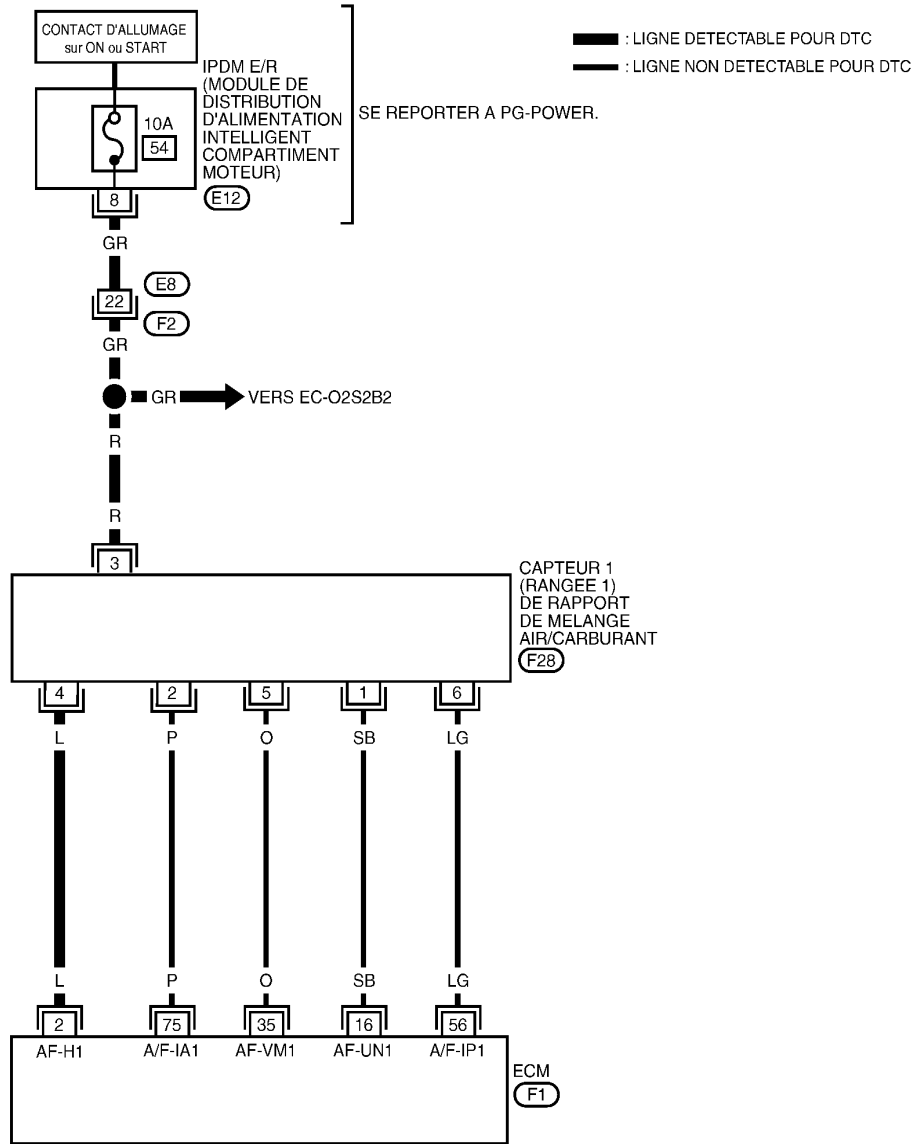 CONTACT D'ALLUMAGE
sur ON ou START
: LIGNE DETECTABLE POUR DTC
: LIGNE NON DETECTABLE POUR DTC
IPDM E/R
(MODULE DE
DISTRIBUTION
D'ALIMENTATION
INTELLIGENT
COMPARTIMENT
MOTEUR)
E12
SE REPORTER A PG-POWER.
10A
54
8
GR
E8
22
F2
GR
GR
VERS EC-O2S2B2
R
R
3
CAPTEUR 1
(RANGEE 1)
DE RAPPORT
DE MELANGE
AIR/CARBURANT
F28
4 2 5 1 6
L P O SB LG
L P O SB LG
2 75 35 16 56
AF-H1 A/F-IA1 AF-VM1 AF-UN1 A/F-IP1
ECM
F1